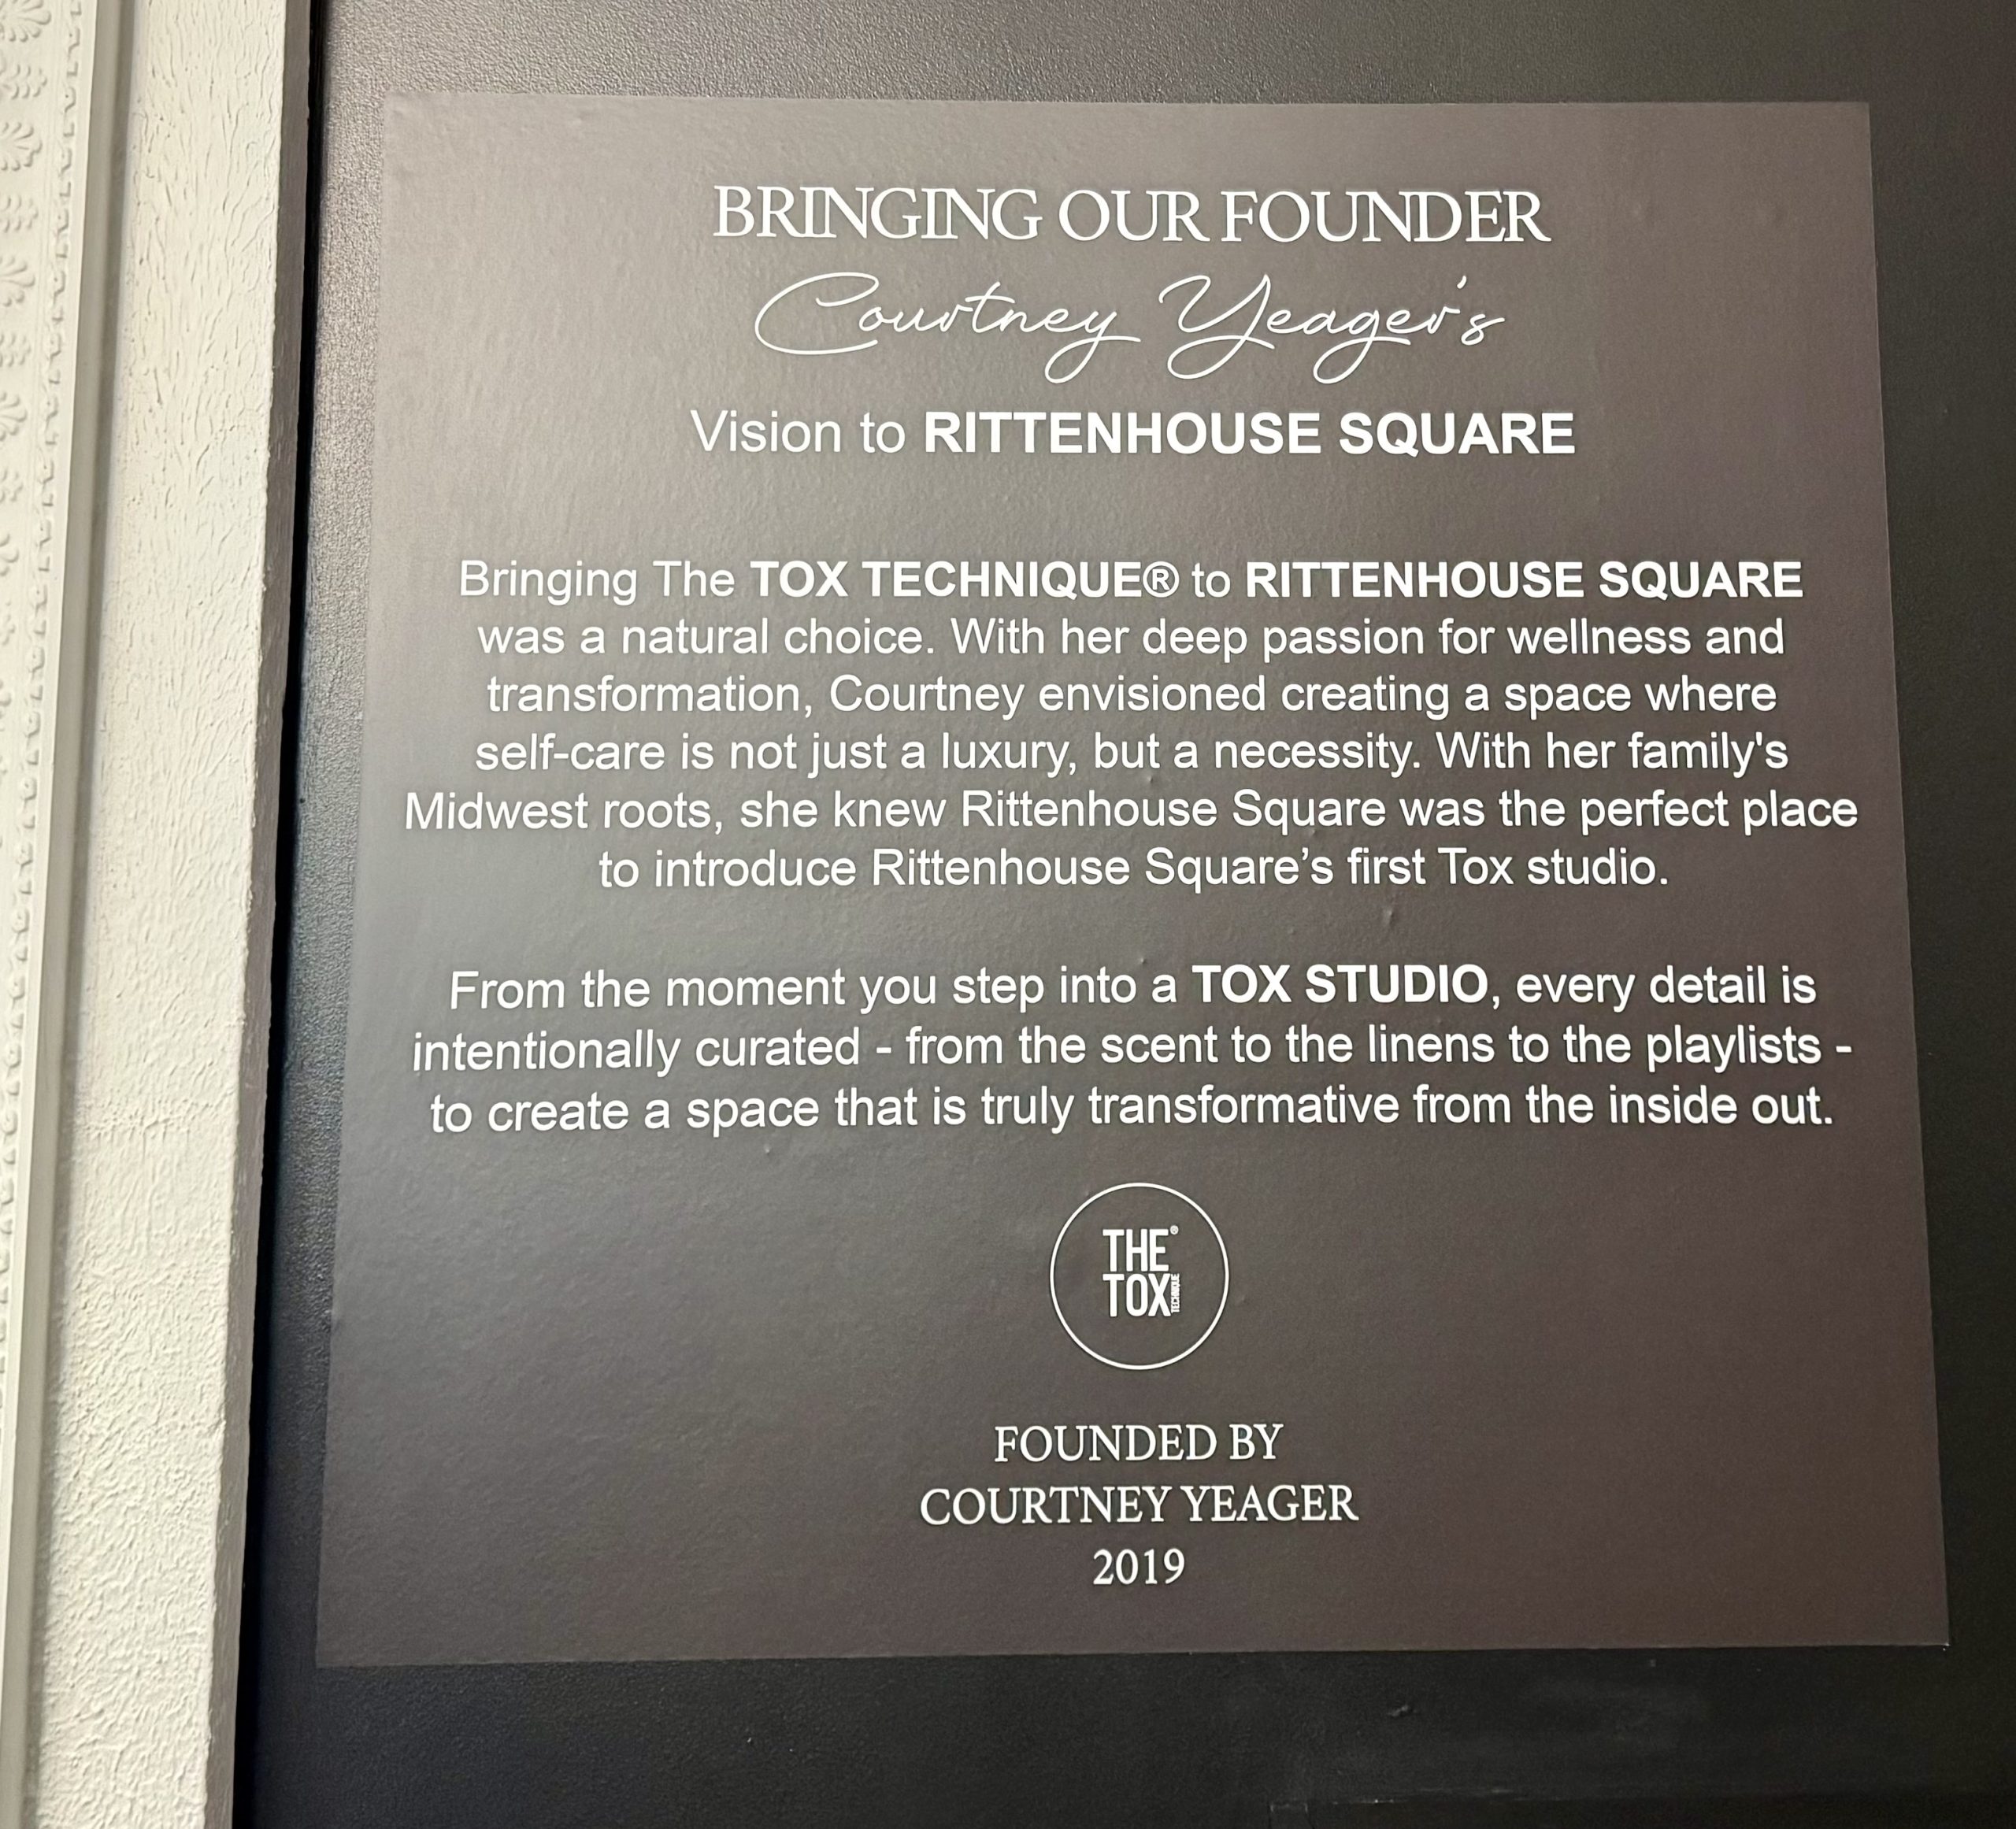 BRINGING OUR FOUNDER
Courtney Yeager's
Vision to RITTENHOUSE SQUARE
Bringing The TOX TECHNIQUE® to RITTENHOUSE SQUARE
was a natural choice. With her deep passion for wellness and
transformation, Courtney envisioned creating a space where
self-care is not just a luxury, but a necessity. With her family's
Midwest roots, she knew Rittenhouse Square was the perfect place
to introduce Rittenhouse Square’s first Tox studio.
From the moment you step into a TOX STUDIO, every detail is
intentionally curated - from the scent to the linens to the playlists -
to create a space that is truly transformative from the inside out.
THE®
TOX TECHNIQUE
FOUNDED BY
COURTNEY YEAGER
2019